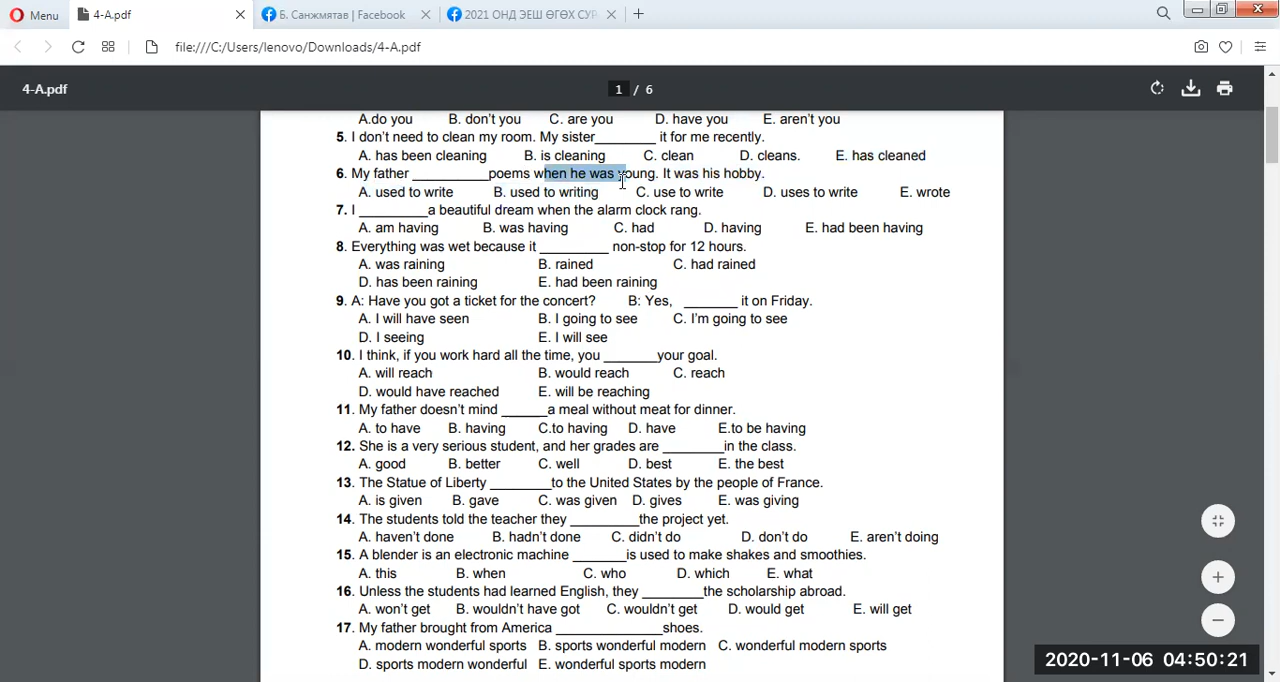 Menu
4-A.pdf
Б. Санжмятав | Facebook
2021 ОНД ЭЕШ ӨГӨХ СУР
file:///C:/Users/lenovo/Downloads/4-A.pdf
4-A.pdf
1 / 6
A.do you B. don't you C. are you D. have you E. aren't you
5. I don't need to clean my room. My sister________ it for me recently.
A. has been cleaning B. is cleaning C. clean D. cleans. E. has cleaned
6. My father __________poems when he was young. It was his hobby.
A. used to write B. used to writing C. use to write D. uses to write E. wrote
7. I _________a beautiful dream when the alarm clock rang.
A. am having B. was having C. had D. having E. had been having
8. Everything was wet because it _________ non-stop for 12 hours.
A. was raining B. rained C. had rained
D. has been raining E. had been raining
9. A: Have you got a ticket for the concert? B: Yes, _______ it on Friday.
A. I will have seen B. I going to see C. I'm going to see
D. I seeing E. I will see
10. I think, if you work hard all the time, you _______your goal.
A. will reach B. would reach C. reach
D. would have reached E. will be reaching
11. My father doesn't mind ______a meal without meat for dinner.
A. to have B. having C.to having D. have E.to be having
12. She is a very serious student, and her grades are ________in the class.
A. good B. better C. well D. best E. the best
13. The Statue of Liberty ________to the United States by the people of France.
A. is given B. gave C. was given D. gives E. was giving
14. The students told the teacher they _________the project yet.
A. haven't done B. hadn't done C. didn't do D. don't do E. aren't doing
15. A blender is an electronic machine _______is used to make shakes and smoothies.
A. this B. when C. who D. which E. what
16. Unless the students had learned English, they ________the scholarship abroad.
A. won't get B. wouldn't have got C. wouldn't get D. would get E. will get
17. My father brought from America ______________shoes.
A. modern wonderful sports B. sports wonderful modern C. wonderful modern sports
D. sports modern wonderful E. wonderful sports modern
2020-11-06 04:50:21